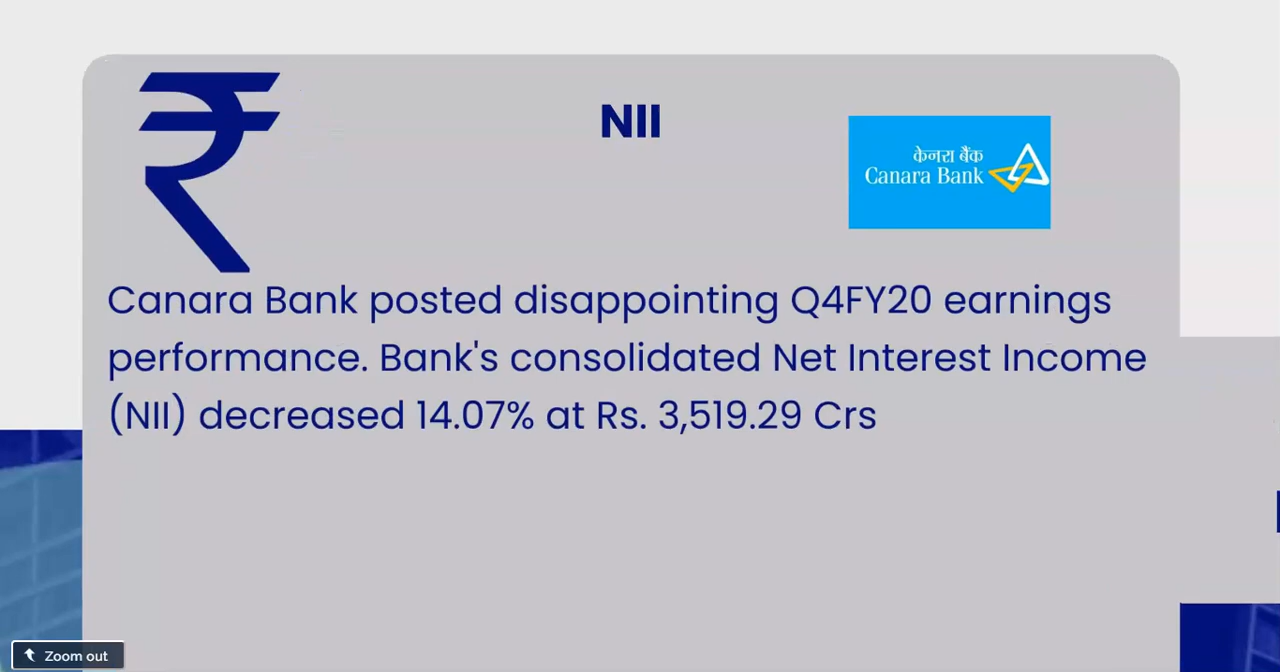 ₹
NII
केनरा बैंक
Canara Bank
Canara Bank posted disappointing Q4FY20 earnings
performance. Bank's consolidated Net Interest Income
(NII) decreased 14.07% at Rs. 3,519.29 Crs
Zoom out